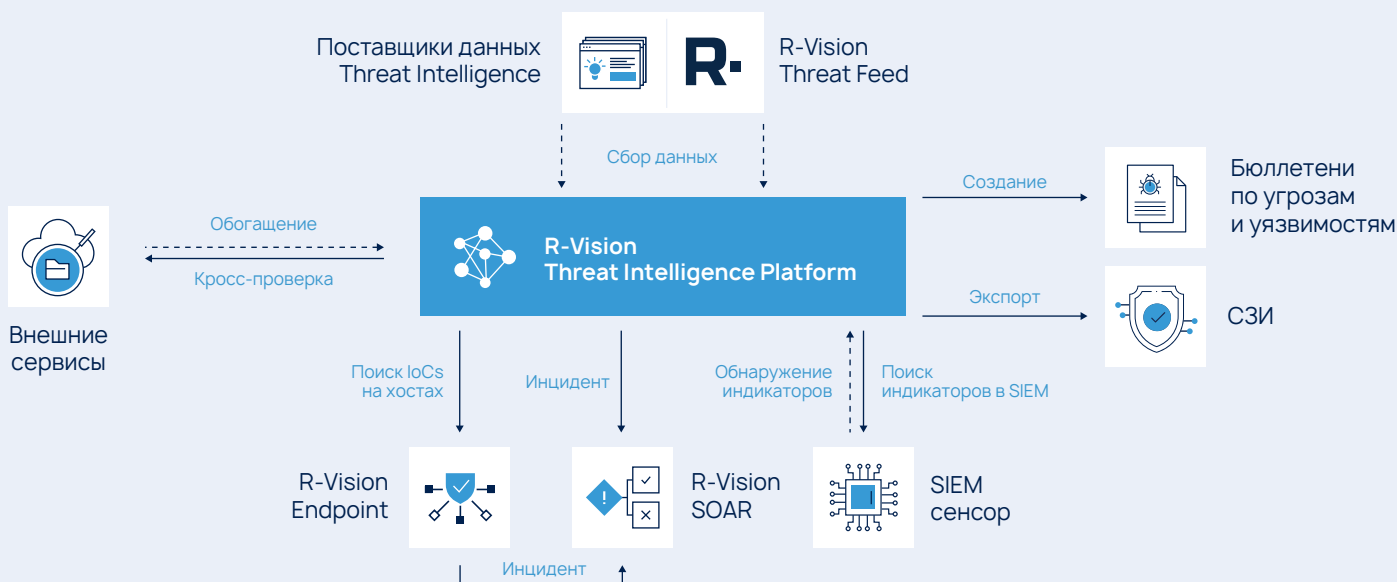 Поставщики данных
Threat Intelligence
R·
R-Vision
Threat Feed
Сбор данных
Создание
Бюллетени
по угрозам
и уязвимостям
Обогащение
R-Vision
Threat Intelligence Platform
Кросс-проверка
Экспорт
СЗИ
Внешние
сервисы
Поиск IoCs
на хостах
Инцидент
Обнаружение
индикаторов
Поиск
индикаторов в SIEM
R-Vision
Endpoint
R-Vision
SOAR
SIEM
сенсор
Инцидент